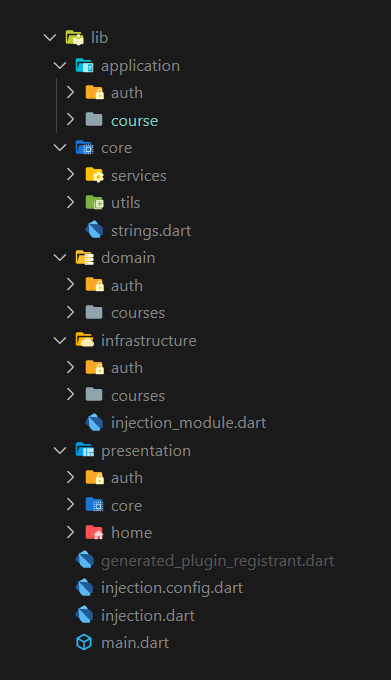 lib
application
auth
course
core
services
utils
strings.dart
domain
auth
courses
infrastructure
auth
courses
injection_module.dart
presentation
auth
core
home
generated_plugin_registrant.dart
injection.config.dart
injection.dart
main.dart